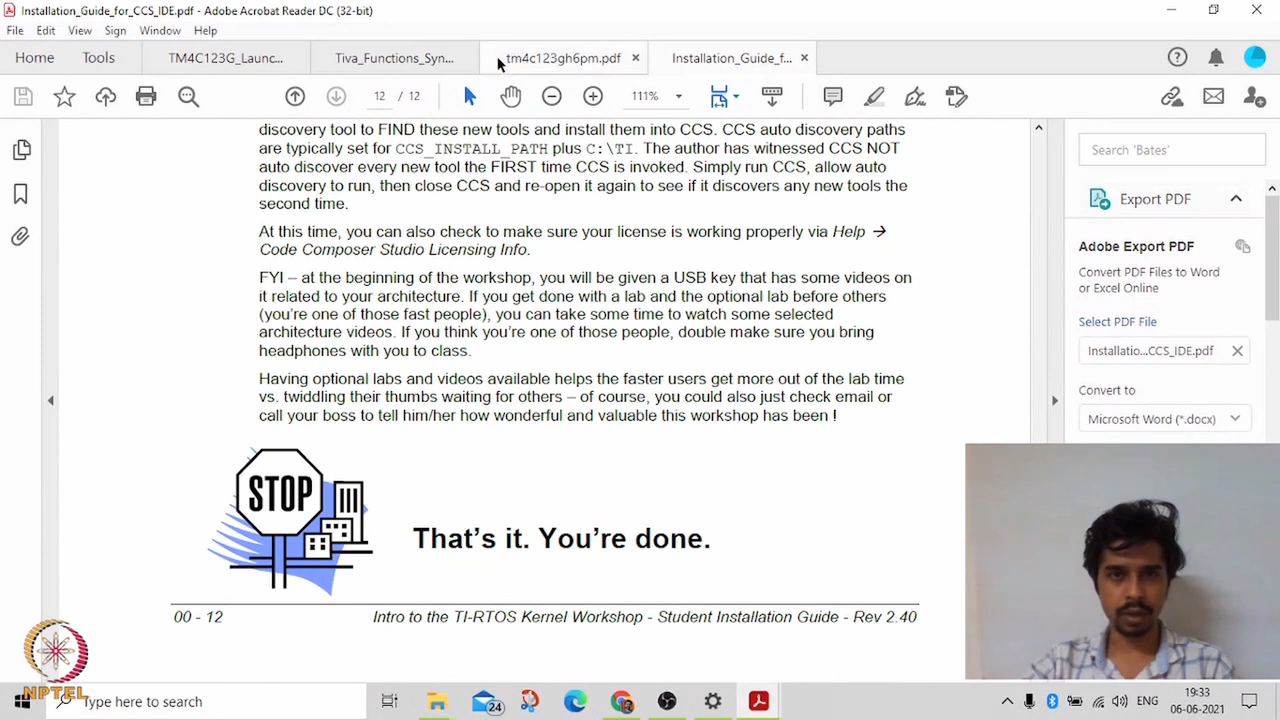 Installation_Guide_for_CCS_IDE.pdf - Adobe Acrobat Reader DC (32-bit)
File Edit View Sign Window Help
Home Tools TM4C123G_Launc... Tiva_Functions_Syn... tm4c123gh6pm.pdf Installation_Guide_f...
12 / 12 111%
discovery tool to FIND these new tools and install them into CCS. CCS auto discovery paths
are typically set for CCS_INSTALL_PATH plus C:\TI. The author has witnessed CCS NOT
auto discover every new tool the FIRST time CCS is invoked. Simply run CCS, allow auto
discovery to run, then close CCS and re-open it again to see if it discovers any new tools the
second time.
At this time, you can also check to make sure your license is working properly via Help →
Code Composer Studio Licensing Info.
FYI – at the beginning of the workshop, you will be given a USB key that has some videos on
it related to your architecture. If you get done with a lab and the optional lab before others
(you're one of those fast people), you can take some time to watch some selected
architecture videos. If you think you're one of those people, double make sure you bring
headphones with you to class.
Having optional labs and videos available helps the faster users get more out of the lab time
vs. twiddling their thumbs waiting for others – of course, you could also just check email or
call your boss to tell him/her how wonderful and valuable this workshop has been !
STOP
That's it. You're done.
00 - 12 Intro to the TI-RTOS Kernel Workshop - Student Installation Guide - Rev 2.40
Search 'Bates'
Export PDF
Adobe Export PDF
Convert PDF Files to Word
or Excel Online
Select PDF File
Installatio...CCS_IDE.pdf
Convert to
Microsoft Word (*.docx)
NPTEL
Type here to search
24
ENG
19:33
06-06-2021